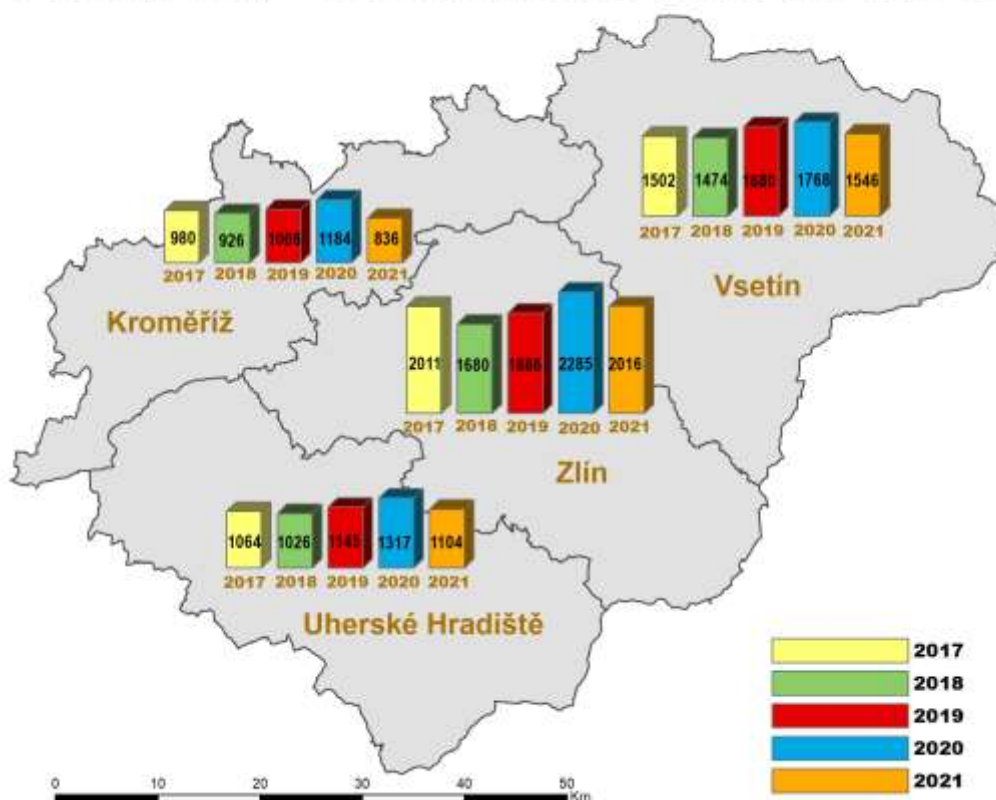 1502 1474 1680 1768 1546
2017 2018 2019 2020 2021
Vsetín
980 926 1184 836
2017 2018 2019 2020 2021
Kroměříž
2011 1680 2285 2016
2017 2018 2019 2020 2021
Zlín
1064 1026 1145 1317 1104
2017 2018 2019 2020 2021
Uherské Hradiště
2017
2018
2019
2020
2021
0 10 20 30 40 50
Km